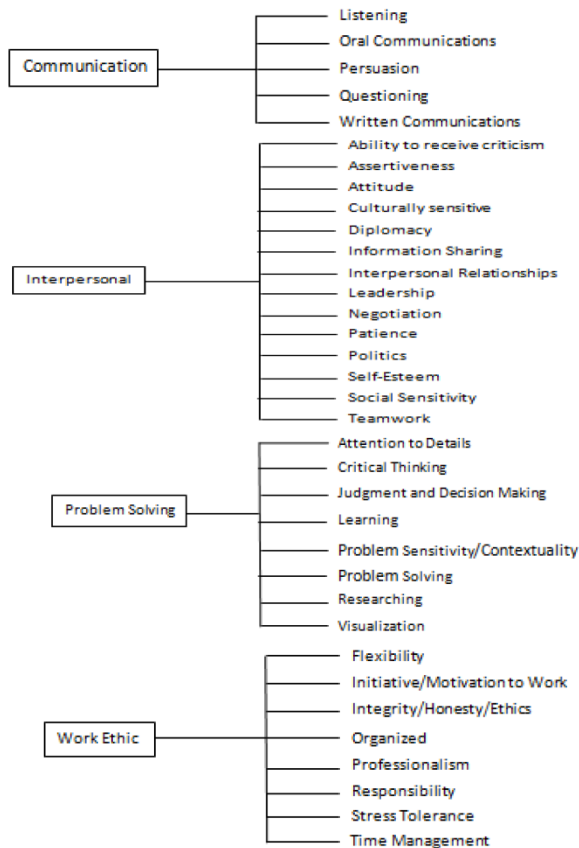 Communication
Listening
Oral Communications
Persuasion
Questioning
Written Communications
Interpersonal
Ability to receive criticism
Assertiveness
Attitude
Culturally sensitive
Diplomacy
Information Sharing
Interpersonal Relationships
Leadership
Negotiation
Patience
Politics
Self-Esteem
Social Sensitivity
Teamwork
Problem Solving
Attention to Details
Critical Thinking
Judgment and Decision Making
Learning
Problem Sensitivity/Contextuality
Problem Solving
Researching
Visualization
Work Ethic
Flexibility
Initiative/Motivation to Work
Integrity/Honesty/Ethics
Organized
Professionalism
Responsibility
Stress Tolerance
Time Management